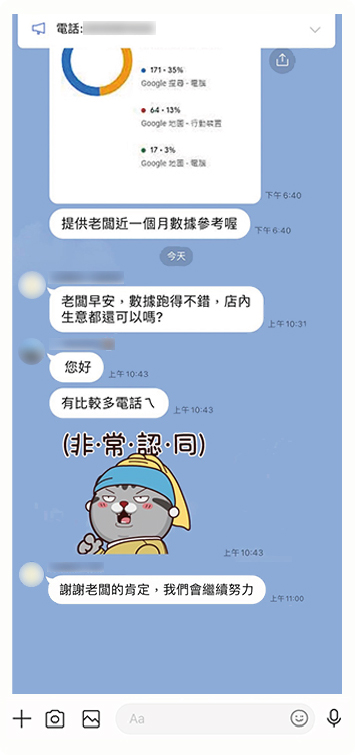 電話:
171 • 35%
Google 搜尋 - 電腦
64 • 13%
Google 地圖 - 行動裝置
17 • 3%
Google 地圖 - 電腦
下午 6:40
提供老闆近一個月數據參考喔
下午 6:40
今天
老闆早安，數據跑得不錯，店內
生意都還可以嗎?
上午 10:31
您好
上午 10:43
有比較多電話ㄟ
上午 10:43
(非•常•認•同)
上午 10:43
謝謝老闆的肯定，我們會繼續努力
上午 11:00
Aa